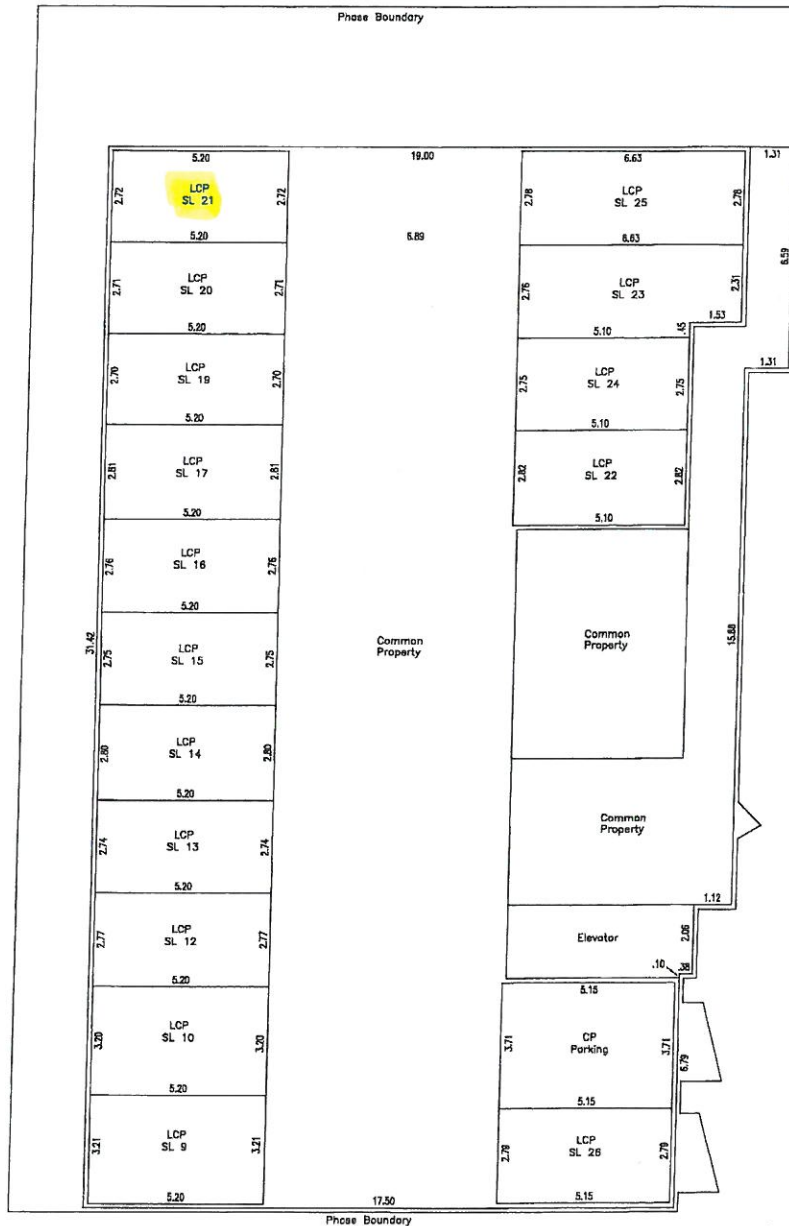 Phase Boundary
5.20
19.00
6.63
1.31
2.72
LCP
SL 21
2.72
2.78
LCP
SL 25
2.78
5.20
6.89
6.63
6.59
2.71
LCP
SL 20
2.71
2.76
LCP
SL 23
2.31
1.53
5.20
5.10
.45
1.31
2.70
LCP
SL 19
2.70
2.75
LCP
SL 24
2.75
5.20
5.10
2.81
LCP
SL 17
2.81
2.82
LCP
SL 22
2.82
5.20
5.10
2.76
LCP
SL 16
2.76
5.20
31.42
2.75
LCP
SL 15
2.75
Common
Property
Common
Property
15.88
5.20
2.80
LCP
SL 14
2.80
5.20
2.74
LCP
SL 13
2.74
Common
Property
5.20
1.12
2.77
LCP
SL 12
2.77
Elevator
2.06
.10
5.20
5.15
3.20
LCP
SL 10
3.20
3.71
CP
Parking
3.71
6.79
5.20
5.15
3.21
LCP
SL 9
3.21
2.79
LCP
SL 26
2.79
5.20
17.50
5.15
Phase Boundary